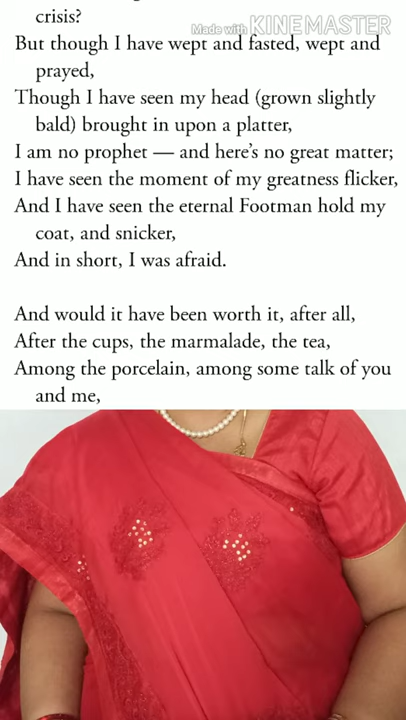 crisis?
Made with KINEMASTER
But though I have wept and fasted, wept and
prayed,
Though I have seen my head (grown slightly
bald) brought in upon a platter,
I am no prophet — and here's no great matter;
I have seen the moment of my greatness flicker,
And I have seen the eternal Footman hold my
coat, and snicker,
And in short, I was afraid.
And would it have been worth it, after all,
After the cups, the marmalade, the tea,
Among the porcelain, among some talk of you
and me,